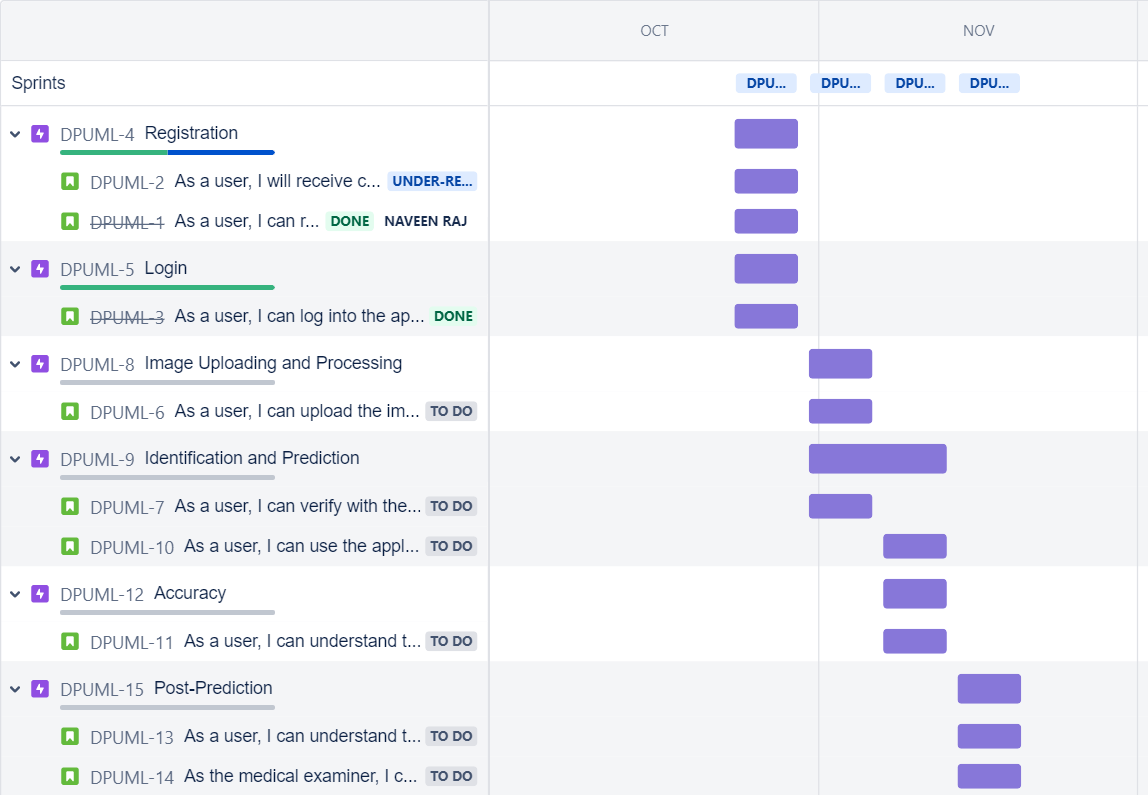 OCT NOV
Sprints DPU... DPU... DPU... DPU...
DPUML-4 Registration
DPUML-2 As a user, I will receive c... UNDER-RE...
DPUML-1 As a user, I can r... DONE NAVEEN RAJ
DPUML-5 Login
DPUML-3 As a user, I can log into the ap... DONE
DPUML-8 Image Uploading and Processing
DPUML-6 As a user, I can upload the im... TO DO
DPUML-9 Identification and Prediction
DPUML-7 As a user, I can verify with the... TO DO
DPUML-10 As a user, I can use the appl... TO DO
DPUML-12 Accuracy
DPUML-11 As a user, I can understand t... TO DO
DPUML-15 Post-Prediction
DPUML-13 As a user, I can understand t... TO DO
DPUML-14 As the medical examiner, I c... TO DO